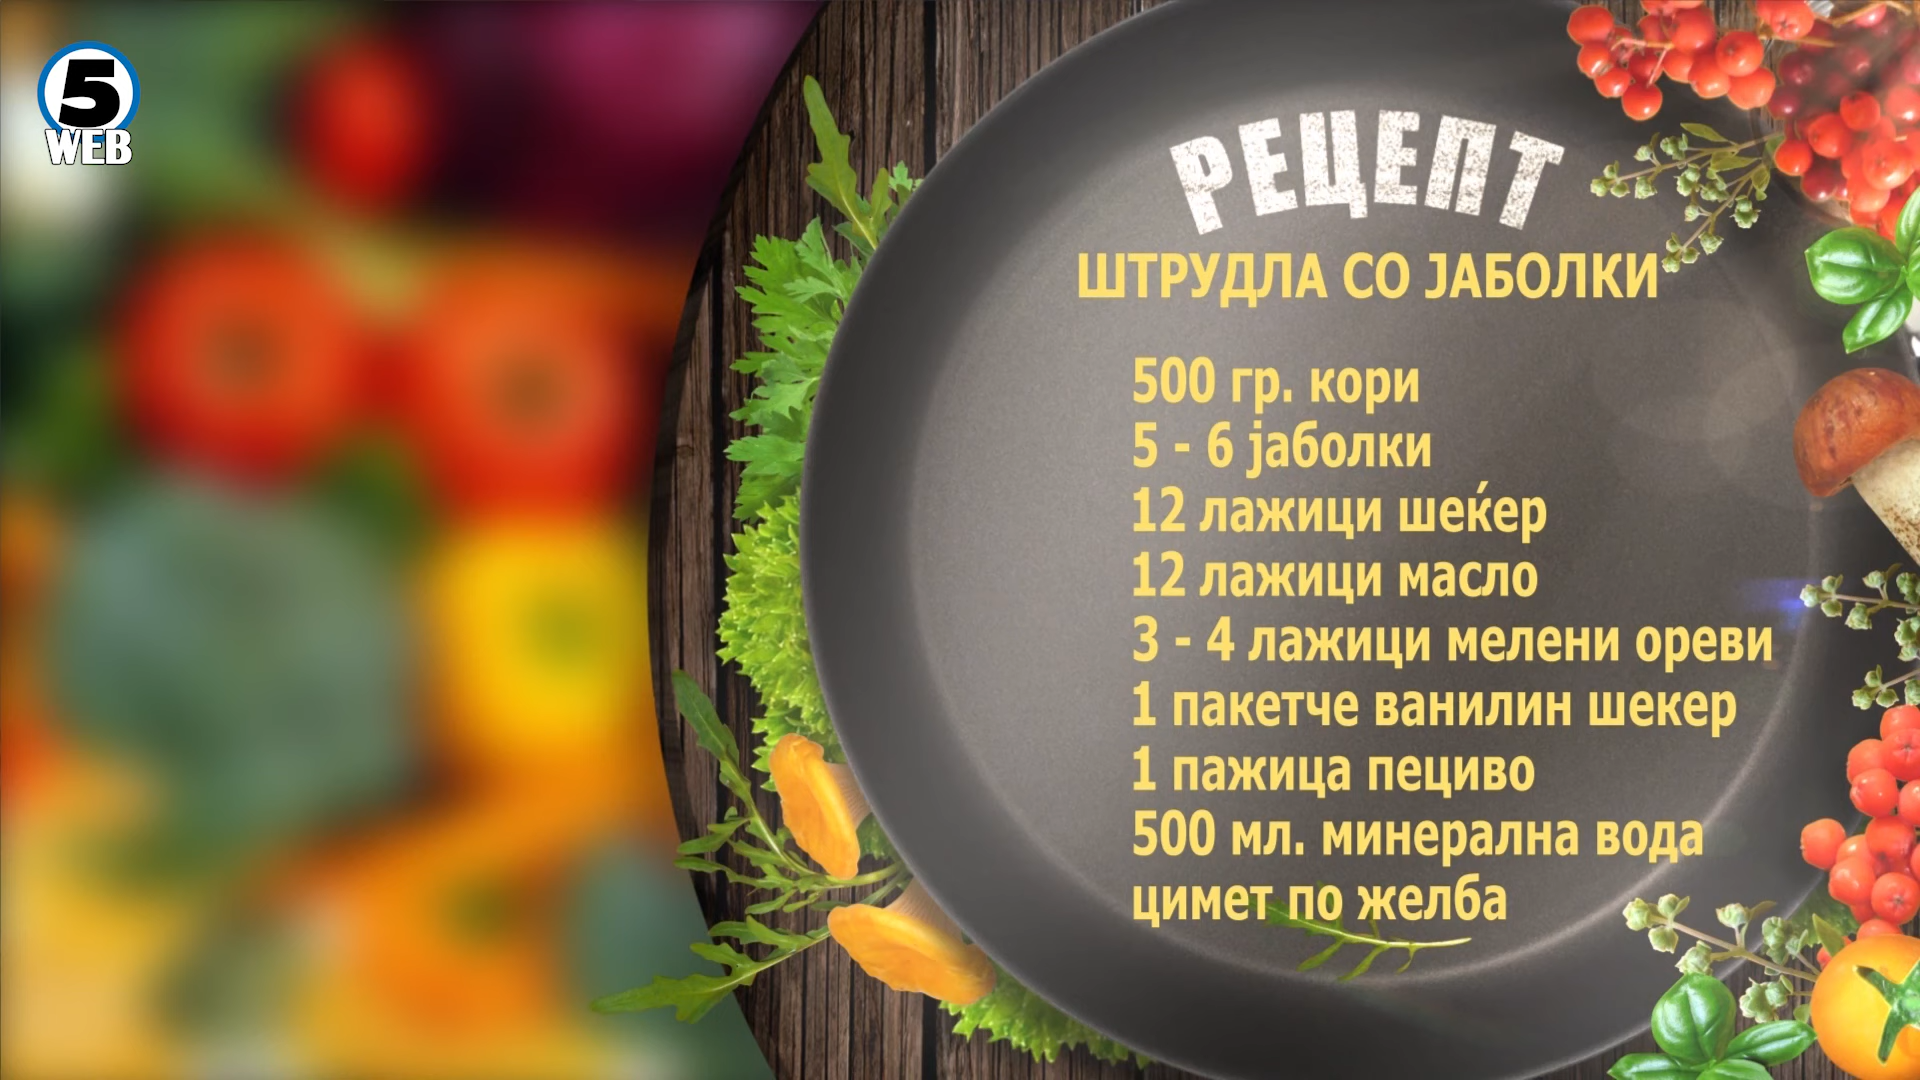 5
WEB
РЕЦЕПТ
ШТРУДЛА СО ЈАБОЛКИ
500 гр. кори
5 - 6 јаболки
12 лажици шеќер
12 лажици масло
3 - 4 лажици мелени ореви
1 пакетче ванилин шекер
1 пажица пециво
500 мл. минерална вода
цимет по желба